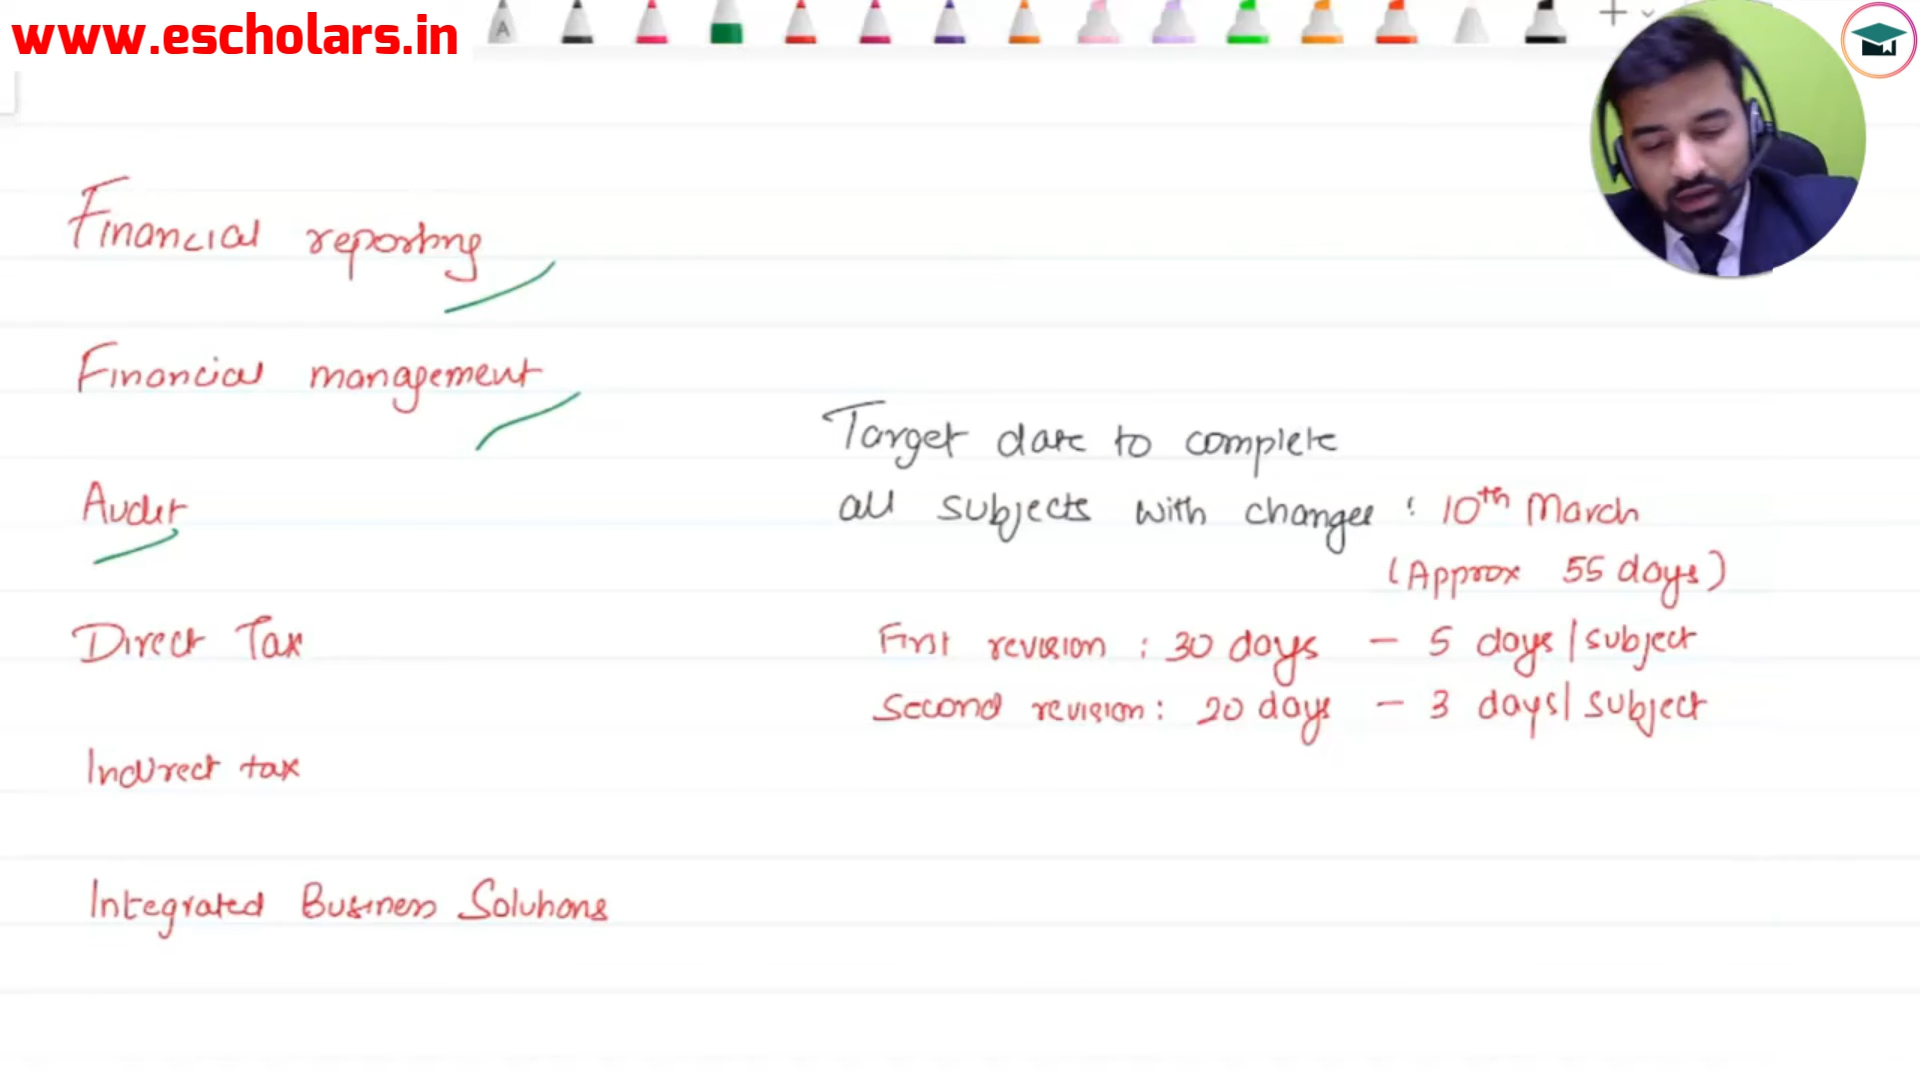 www.escholars.in
A
Financial reporting
Financial management
Audit
Direct Tax
Indirect tax
Integrated Business Solutions
Target date to complete
all subjects with changes : 10th March
(Approx 55 days)
First revision : 30 days - 5 days/subject
Second revision : 20 days - 3 days/subject